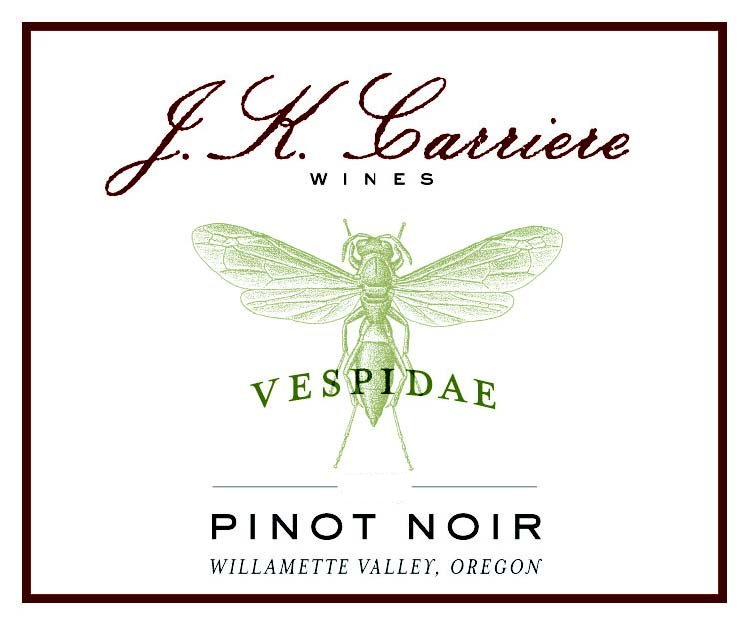 J. K. Carriere
WINES
VESPIDAE
PINOT NOIR
WILLAMETTE VALLEY, OREGON